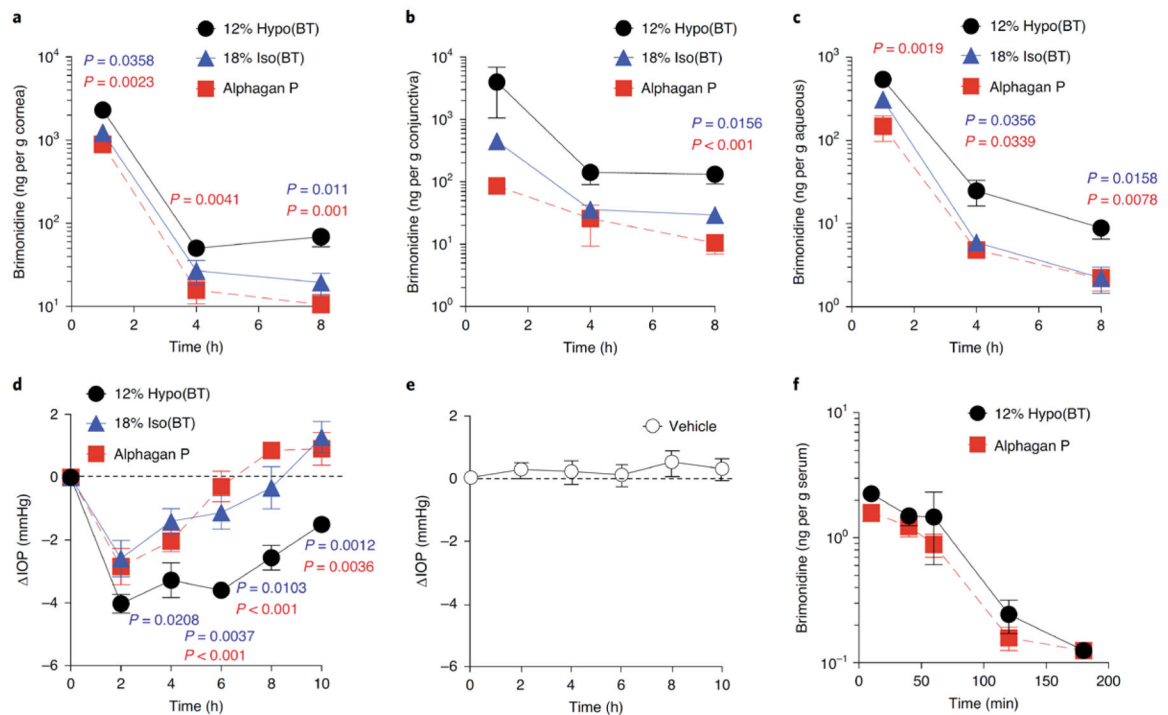 a
12% Hypo(BT)
18% Iso(BT)
Alphagan P
P = 0.0358
P = 0.0023
P = 0.0041
P = 0.011
P = 0.001
Brimonidine (ng per g cornea)
10⁴
10³
10²
10¹
0 2 4 6 8
Time (h)
b
12% Hypo(BT)
18% Iso(BT)
Alphagan P
P = 0.0156
P < 0.001
Brimonidine (ng per g conjunctiva)
10⁴
10³
10²
10¹
10⁰
0 2 4 6 8
Time (h)
c
12% Hypo(BT)
18% Iso(BT)
Alphagan P
P = 0.0019
P = 0.0356
P = 0.0339
P = 0.0158
P = 0.0078
Brimonidine (ng per g aqueous)
10³
10²
10¹
10⁰
0 2 4 6 8
Time (h)
d
12% Hypo(BT)
18% Iso(BT)
Alphagan P
ΔIOP (mmHg)
2
0
−2
−4
−6
P = 0.0012
P = 0.0036
P = 0.0103
P < 0.001
P = 0.0208
P = 0.0037
P < 0.001
0 2 4 6 8 10
Time (h)
e
Vehicle
ΔIOP (mmHg)
2
0
−2
−4
−6
0 2 4 6 8 10
Time (h)
f
12% Hypo(BT)
Alphagan P
Brimonidine (ng per g serum)
10¹
10⁰
10⁻¹
0 50 100 150 200
Time (min)